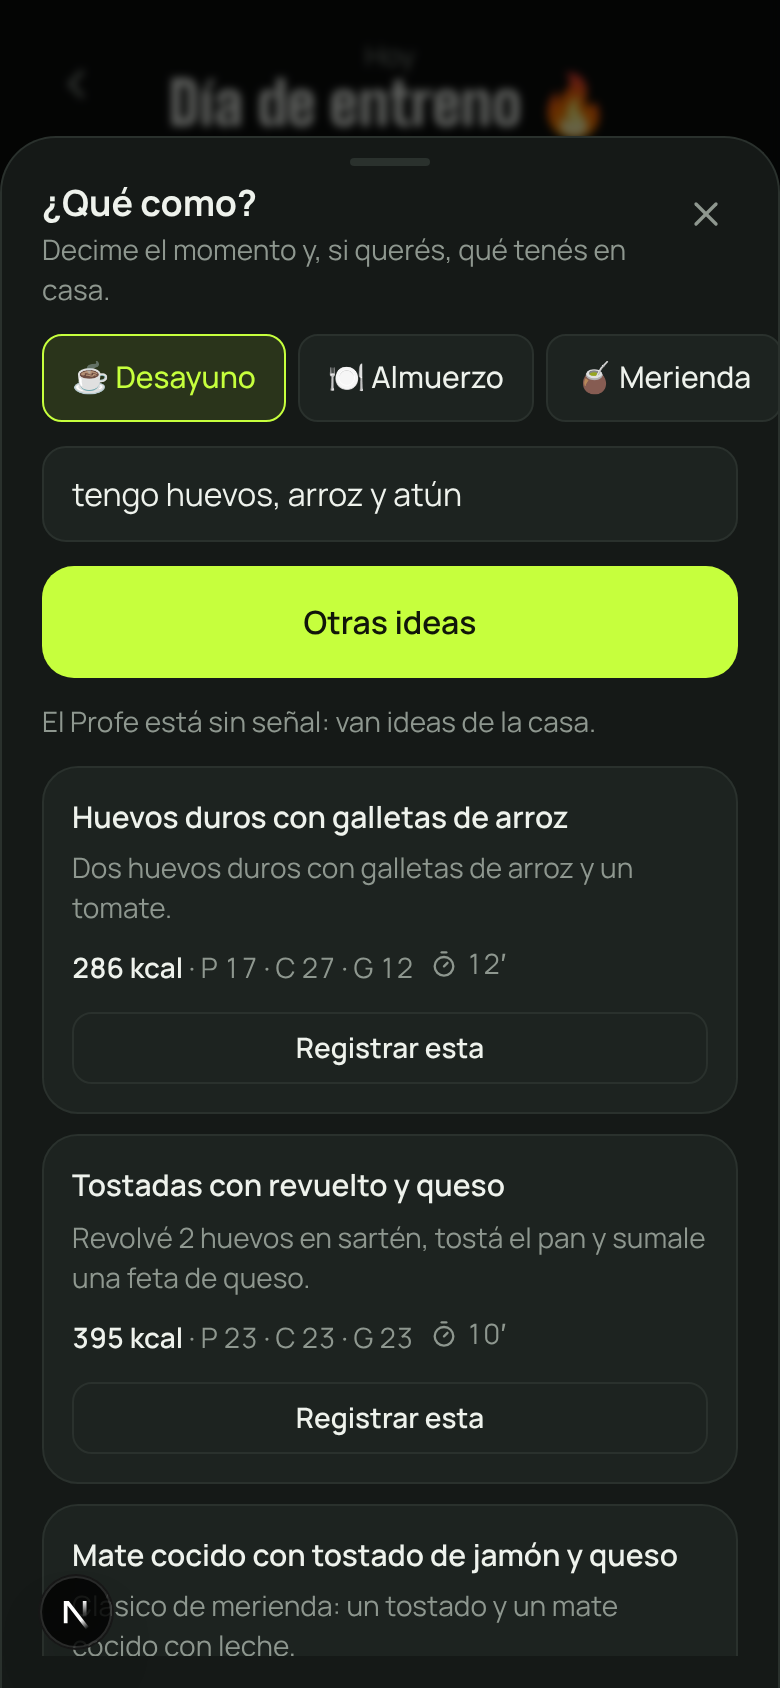 Hoy
Día de entreno 🔥
¿Qué como?
Decime el momento y, si querés, qué tenés en
casa.
☕ Desayuno
🍽️ Almuerzo
🧉 Merienda
tengo huevos, arroz y atún
Otras ideas
El Profe está sin señal: van ideas de la casa.
Huevos duros con galletas de arroz
Dos huevos duros con galletas de arroz y un
tomate.
286 kcal · P 17 · C 27 · G 12 12′
Registrar esta
Tostadas con revuelto y queso
Revolvé 2 huevos en sartén, tostá el pan y sumale
una feta de queso.
395 kcal · P 23 · C 23 · G 23 10′
Registrar esta
Mate cocido con tostado de jamón y queso
Clásico de merienda: un tostado y un mate
cocido con leche.
N